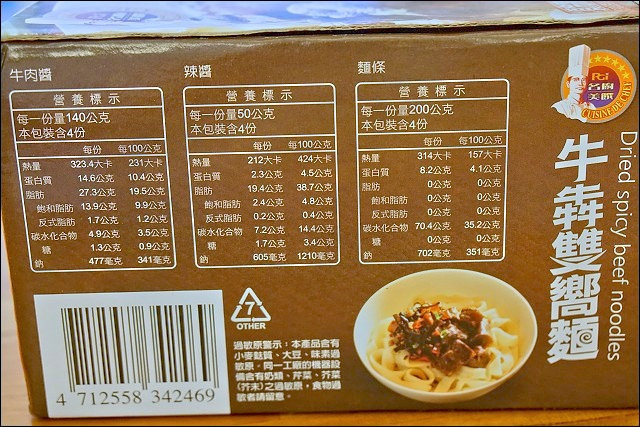 牛肉醬
營養標示
每一份量140公克
本包裝含4份
每份 每100公克
熱量 323.4大卡 231大卡
蛋白質 14.6公克 10.4公克
脂肪 27.3公克 19.5公克
飽和脂肪 13.9公克 9.9公克
反式脂肪 1.7公克 1.2公克
碳水化合物 4.9公克 3.5公克
糖 1.3公克 0.9公克
鈉 477毫克 341毫克
辣醬
營養標示
每一份量50公克
本包裝含4份
每份 每100公克
熱量 212大卡 424大卡
蛋白質 2.3公克 4.5公克
脂肪 19.4公克 38.7公克
飽和脂肪 2.4公克 4.8公克
反式脂肪 0.2公克 0.4公克
碳水化合物 7.2公克 14.4公克
糖 1.7公克 3.4公克
鈉 605毫克 1210毫克
麵條
營養標示
每一份量200公克
本包裝含4份
每份 每100公克
熱量 314大卡 157大卡
蛋白質 8.2公克 4.1公克
脂肪 0公克 0公克
飽和脂肪 0公克 0公克
反式脂肪 0公克 0公克
碳水化合物 70.4公克 35.2公克
糖 0公克 0公克
鈉 702毫克 351毫克
名廚
美饌
CUISINE DE CHEF
Dried spicy beef noodles
牛犇雙嚮麵
7
OTHER
過敏原警示：本產品含有
小麥麩質、大豆、味素過
敏原。同一工廠的機器設
備含有奶類、芹菜、芥菜
(芥末)之過敏原，食物過
敏者請留意。
4 712558 342469